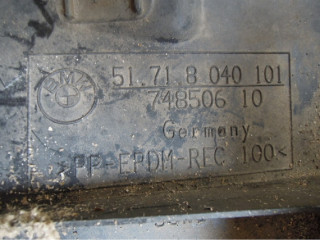 BMW
51.71 8 040 101
748506 10
Germany
>PP-EPDM-REC 100<